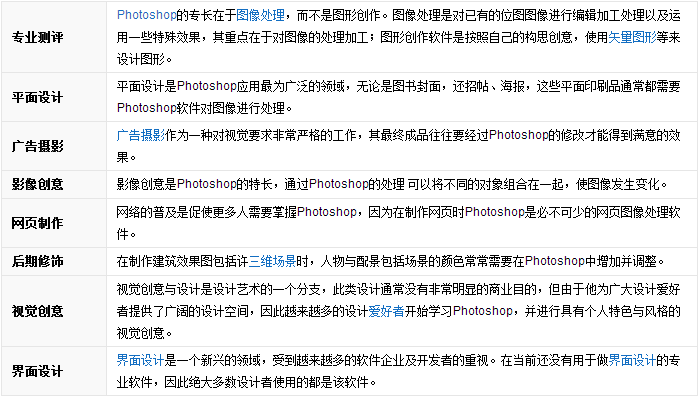 专业测评
Photoshop的专长在于图像处理，而不是图形创作。图像处理是对已有的位图图像进行编辑加工处理以及运
用一些特殊效果，其重点在于对图像的处理加工；图形创作软件是按照自己的构思创意，使用矢量图形等来
设计图形。
平面设计
平面设计是Photoshop应用最为广泛的领域，无论是图书封面，还招帖、海报，这些平面印刷品通常都需要
Photoshop软件对图像进行处理。
广告摄影
广告摄影作为一种对视觉要求非常严格的工作，其最终成品往往要经过Photoshop的修改才能得到满意的效
果。
影像创意
影像创意是Photoshop的特长，通过Photoshop的处理 可以将不同的对象组合在一起，使图像发生变化。
网页制作
网络的普及是促使更多人需要掌握Photoshop，因为在制作网页时Photoshop是必不可少的网页图像处理软
件。
后期修饰
在制作建筑效果图包括许三维场景时，人物与配景包括场景的颜色常常需要在Photoshop中增加并调整。
视觉创意
视觉创意与设计是设计艺术的一个分支，此类设计通常没有非常明显的商业目的，但由于他为广大设计爱好
者提供了广阔的设计空间，因此越来越多的设计爱好者开始学习Photoshop，并进行具有个人特色与风格的
视觉创意。
界面设计
界面设计是一个新兴的领域，受到越来越多的软件企业及开发者的重视。在当前还没有用于做界面设计的专
业软件，因此绝大多数设计者使用的都是该软件。